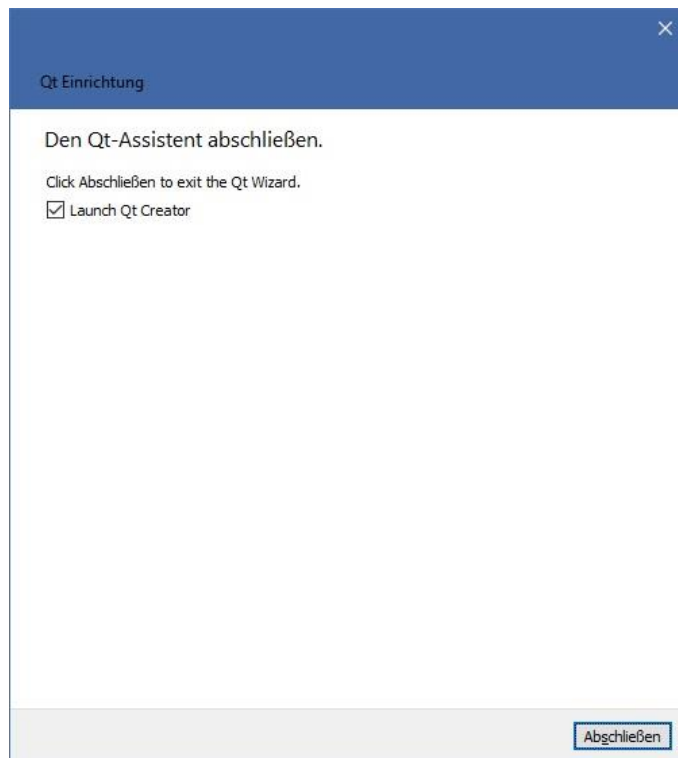 Qt Einrichtung
Den Qt-Assistent abschließen.
Click Abschließen to exit the Qt Wizard.
Launch Qt Creator
Abschließen